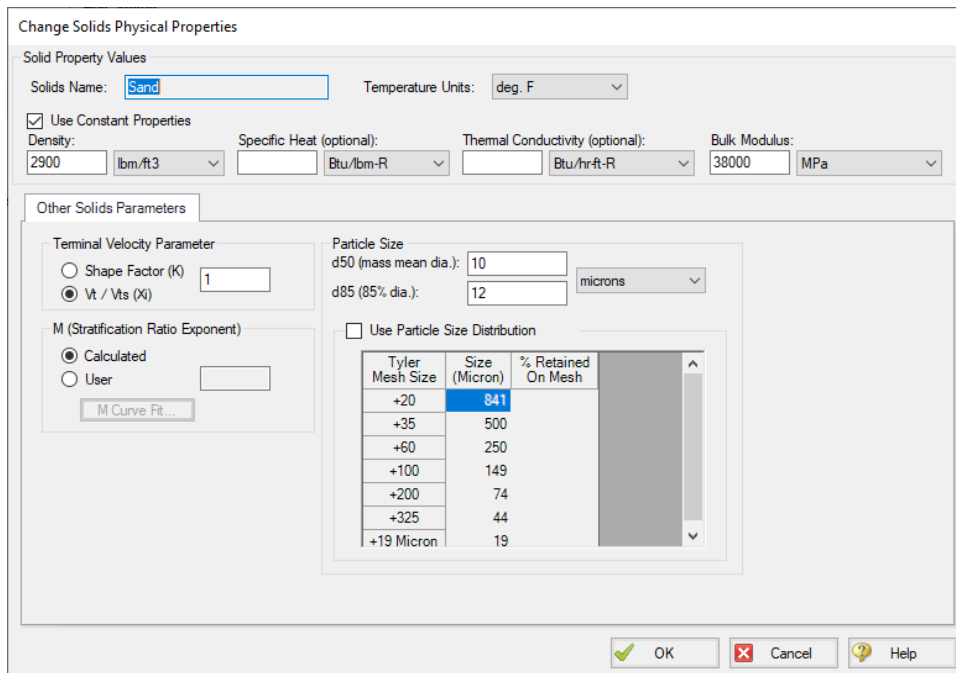 Change Solids Physical Properties
Solid Property Values
Solids Name: Sand Temperature Units: deg. F
Use Constant Properties
Density: Specific Heat (optional): Thermal Conductivity (optional): Bulk Modulus:
2900 lbm/ft3 Btu/lbm-R Btu/hr-ft-R 38000 MPa
Other Solids Parameters
Terminal Velocity Parameter
Shape Factor (K)
Vt / Vts (Xi)
1
M (Stratification Ratio Exponent)
Calculated
User
M Curve Fit...
Particle Size
d50 (mass mean dia.): 10
d85 (85% dia.): 12
microns
Use Particle Size Distribution
Tyler Mesh Size Size (Micron) % Retained On Mesh
+20 841
+35 500
+60 250
+100 149
+200 74
+325 44
+19 Micron 19
OK Cancel Help